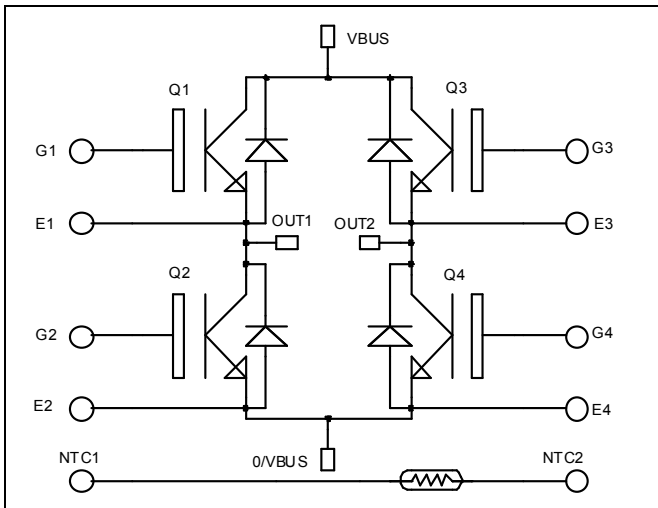 VBUS
Q1
Q3
G1
G3
E1
E3
OUT1
OUT2
Q2
Q4
G2
G4
E2
E4
0/VBUS
NTC1
NTC2